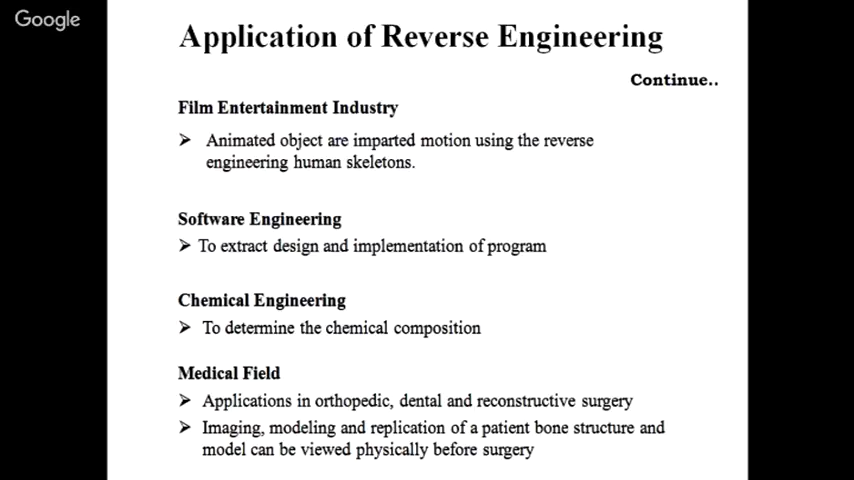 Google
Application of Reverse Engineering
Continue..
Film Entertainment Industry
➤ Animated object are imparted motion using the reverse
engineering human skeletons.
Software Engineering
➤ To extract design and implementation of program
Chemical Engineering
➤ To determine the chemical composition
Medical Field
➤ Applications in orthopedic, dental and reconstructive surgery
➤ Imaging, modeling and replication of a patient bone structure and
model can be viewed physically before surgery